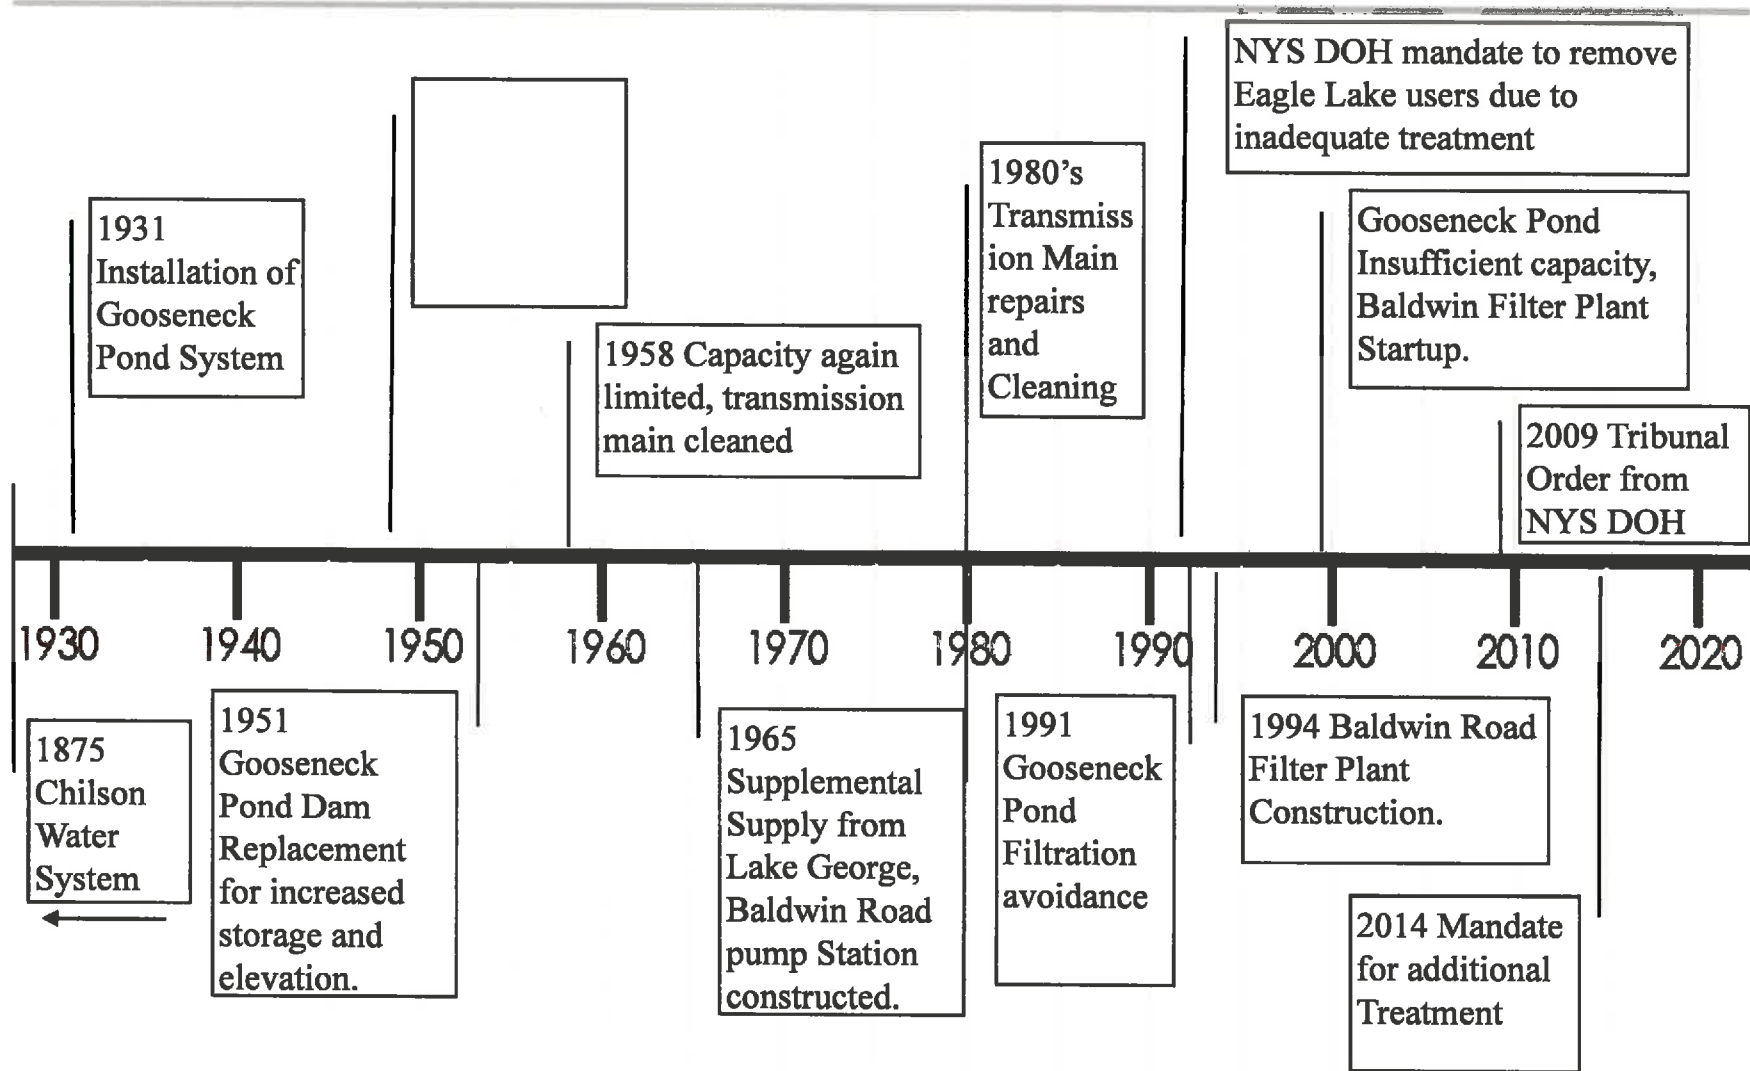 NYS DOH mandate to remove
Eagle Lake users due to
inadequate treatment
1980's
Transmiss
ion Main
repairs
and
Cleaning
1931
Installation of
Gooseneck
Pond System
Gooseneck Pond
Insufficient capacity,
Baldwin Filter Plant
Startup.
1958 Capacity again
limited, transmission
main cleaned
2009 Tribunal
Order from
NYS DOH
1930 1940 1950 1960 1970 1980 1990 2000 2010 2020
1875
Chilson
Water
System
1951
Gooseneck
Pond Dam
Replacement
for increased
storage and
elevation.
1965
Supplemental
Supply from
Lake George,
Baldwin Road
pump Station
constructed.
1991
Gooseneck
Pond
Filtration
avoidance
1994 Baldwin Road
Filter Plant
Construction.
2014 Mandate
for additional
Treatment